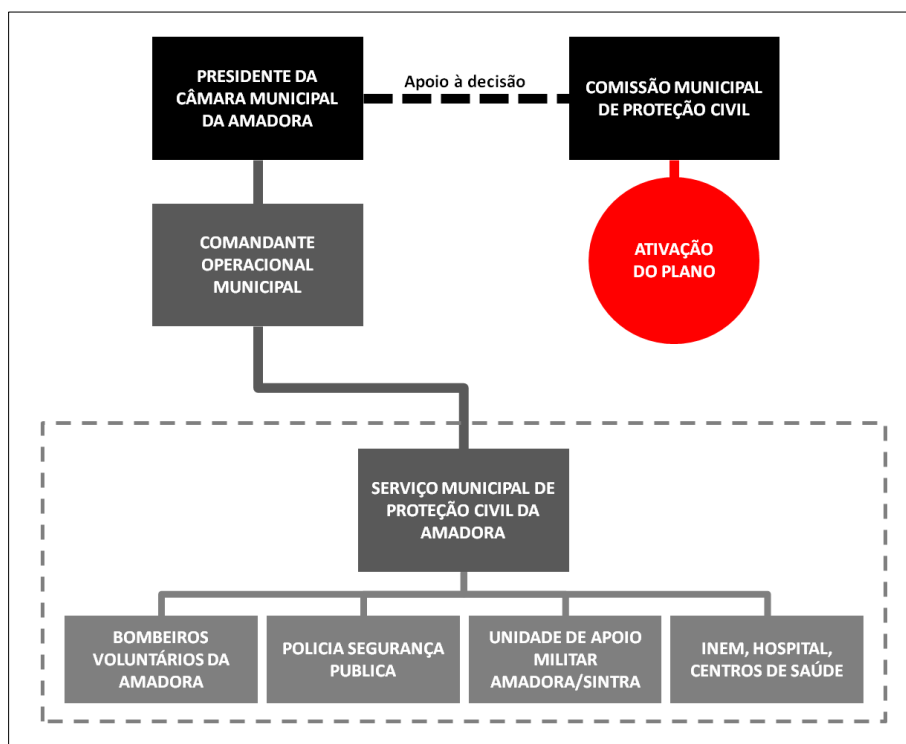 PRESIDENTE DA
CÂMARA MUNICIPAL
DA AMADORA
Apoio à decisão
COMISSÃO MUNICIPAL
DE PROTEÇÃO CIVIL
COMANDANTE
OPERACIONAL
MUNICIPAL
ATIVAÇÃO
DO PLANO
SERVIÇO MUNICIPAL DE
PROTEÇÃO CIVIL DA
AMADORA
BOMBEIROS
VOLUNTÁRIOS DA
AMADORA
POLICIA SEGURANÇA
PUBLICA
UNIDADE DE APOIO
MILITAR
AMADORA/SINTRA
INEM, HOSPITAL,
CENTROS DE SAÚDE